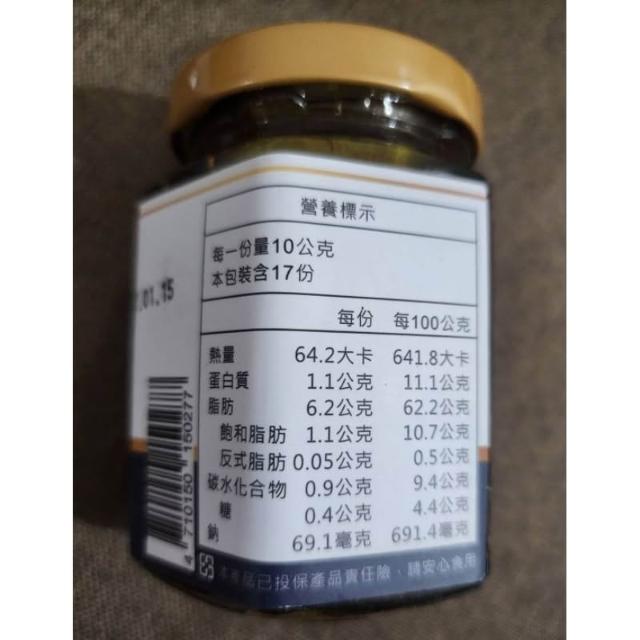 營養標示
每一份量10公克
本包裝含17份
每份 每100公克
熱量 64.2大卡 641.8大卡
蛋白質 1.1公克 11.1公克
脂肪 6.2公克 62.2公克
飽和脂肪 1.1公克 10.7公克
反式脂肪 0.05公克 0.5公克
碳水化合物 0.9公克 9.4公克
糖 0.4公克 4.4公克
鈉 69.1毫克 691.4毫克
本產品已投保產品責任險、請安心食用
.01.15
4 710150 150277